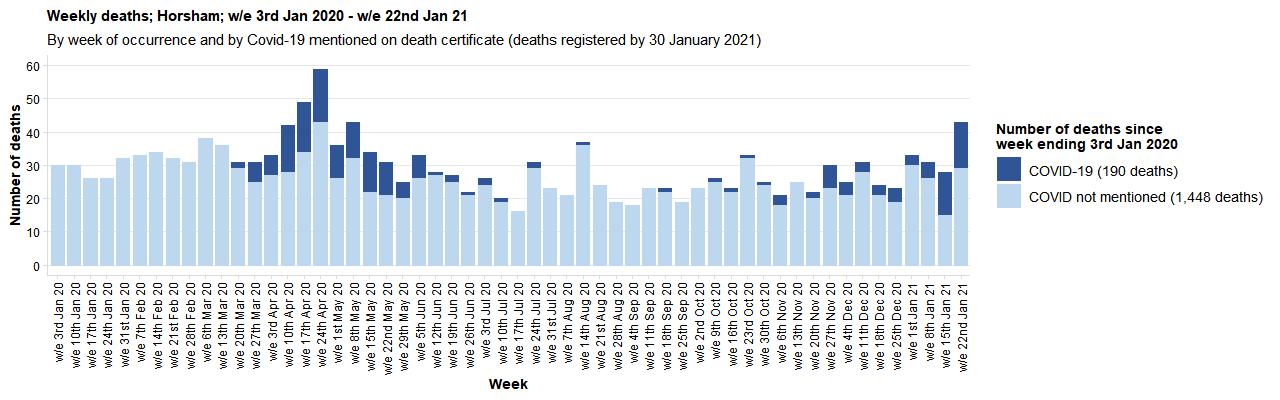 Weekly deaths; Horsham; w/e 3rd Jan 2020 - w/e 22nd Jan 21
By week of occurrence and by Covid-19 mentioned on death certificate (deaths registered by 30 January 2021)
Number of deaths
60
50
40
30
20
10
0
w/e 3rd Jan 20
w/e 10th Jan 20
w/e 17th Jan 20
w/e 24th Jan 20
w/e 31st Jan 20
w/e 7th Feb 20
w/e 14th Feb 20
w/e 21st Feb 20
w/e 28th Feb 20
w/e 6th Mar 20
w/e 13th Mar 20
w/e 20th Mar 20
w/e 27th Mar 20
w/e 3rd Apr 20
w/e 10th Apr 20
w/e 17th Apr 20
w/e 24th Apr 20
w/e 1st May 20
w/e 8th May 20
w/e 15th May 20
w/e 22nd May 20
w/e 29th May 20
w/e 5th Jun 20
w/e 12th Jun 20
w/e 19th Jun 20
w/e 26th Jun 20
w/e 3rd Jul 20
w/e 10th Jul 20
w/e 17th Jul 20
w/e 24th Jul 20
w/e 31st Jul 20
w/e 7th Aug 20
w/e 14th Aug 20
w/e 21st Aug 20
w/e 28th Aug 20
w/e 4th Sep 20
w/e 11th Sep 20
w/e 18th Sep 20
w/e 25th Sep 20
w/e 2nd Oct 20
w/e 9th Oct 20
w/e 16th Oct 20
w/e 23rd Oct 20
w/e 30th Oct 20
w/e 6th Nov 20
w/e 13th Nov 20
w/e 20th Nov 20
w/e 27th Nov 20
w/e 4th Dec 20
w/e 11th Dec 20
w/e 18th Dec 20
w/e 25th Dec 20
w/e 1st Jan 21
w/e 8th Jan 21
w/e 15th Jan 21
w/e 22nd Jan 21
Week
Number of deaths since
week ending 3rd Jan 2020
COVID-19 (190 deaths)
COVID not mentioned (1,448 deaths)